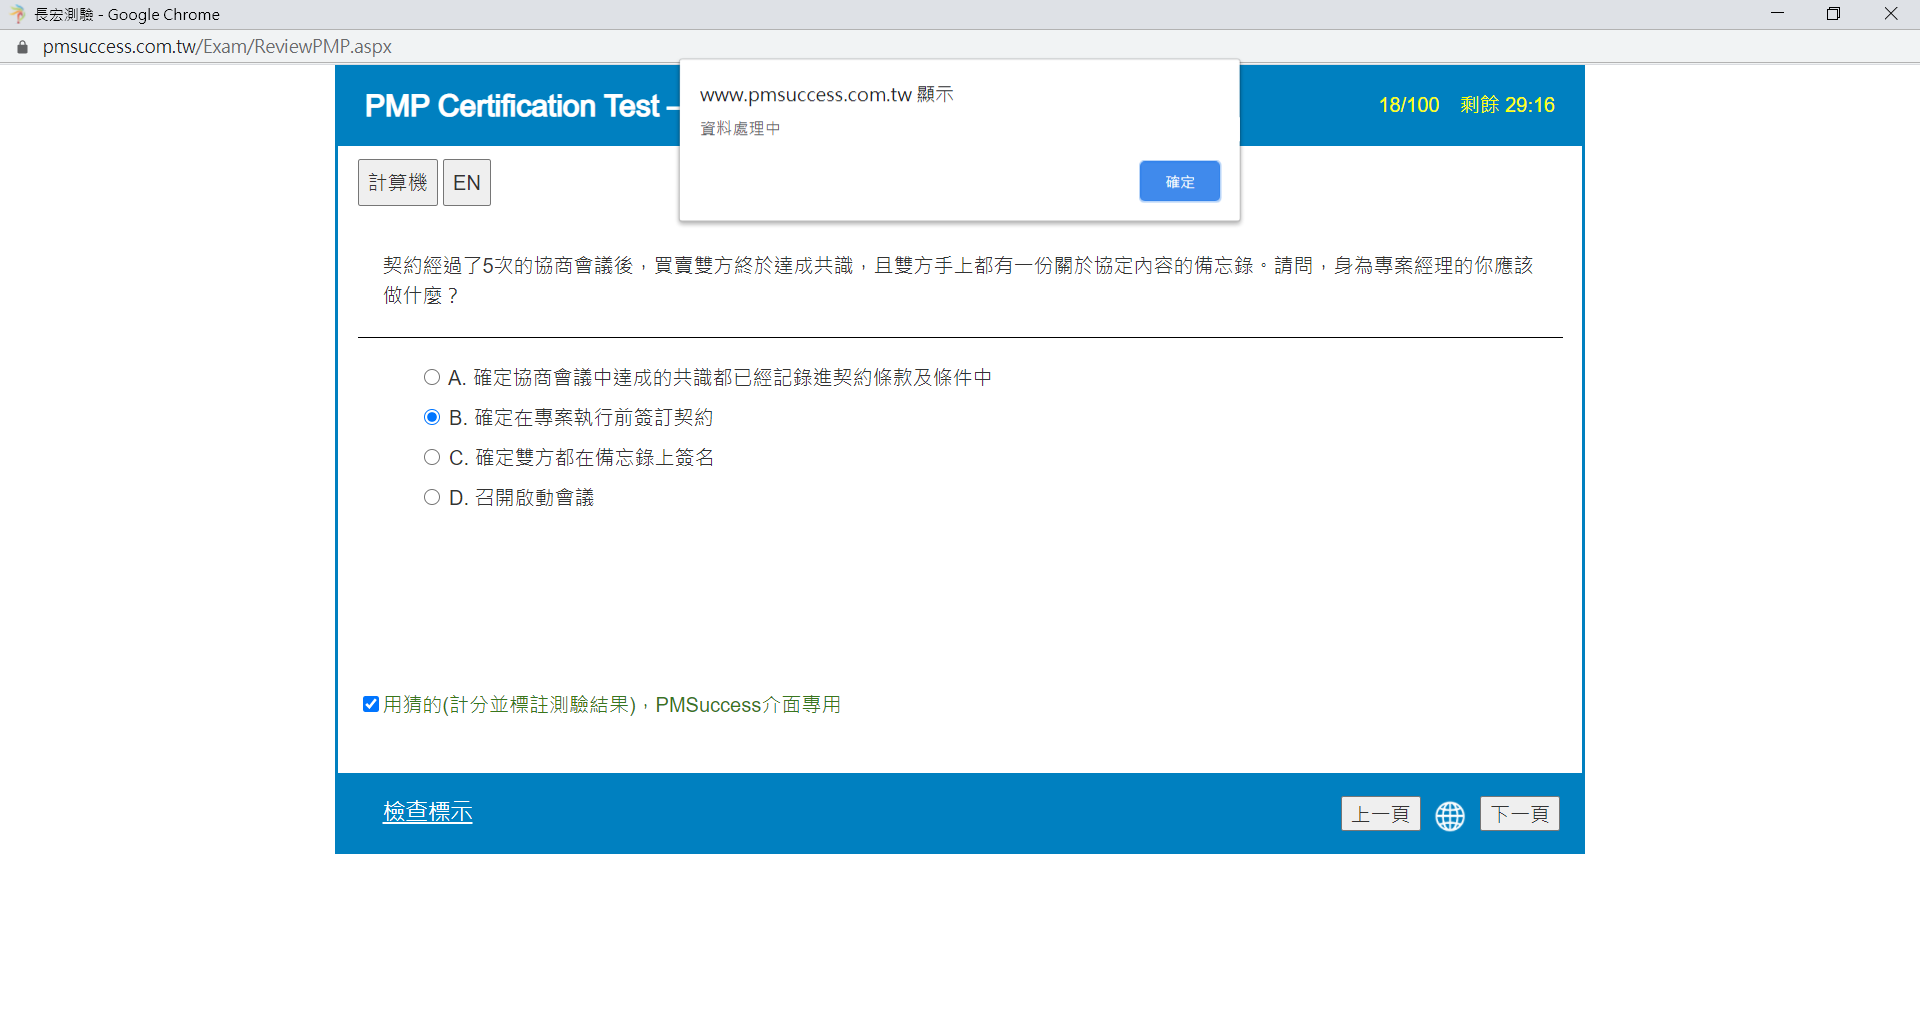 長宏測驗 - Google Chrome
pmsuccess.com.tw/Exam/ReviewPMP.aspx
www.pmsuccess.com.tw 顯示
資料處理中
確定
PMP Certification Test –
18/100 剩餘 29:16
計算機 EN
契約經過了5次的協商會議後，買賣雙方終於達成共識，且雙方手上都有一份關於協定內容的備忘錄。請問，身為專案經理的你應該
做什麼？
A. 確定協商會議中達成的共識都已經記錄進契約條款及條件中
B. 確定在專案執行前簽訂契約
C. 確定雙方都在備忘錄上簽名
D. 召開啟動會議
用猜的(計分並標註測驗結果)，PMSuccess介面專用
檢查標示
上一頁 下一頁